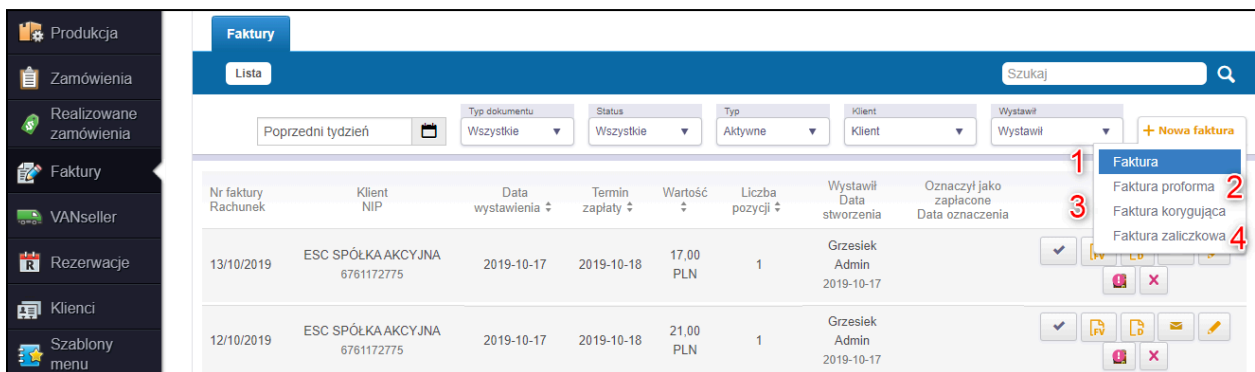 Produkcja
Zamówienia
Realizowane
zamówienia
Faktury
VANseller
Rezerwacje
Klienci
Szablony
menu
Faktury
Lista
Szukaj
Poprzedni tydzień
Typ dokumentu
Wszystkie
Status
Wszystkie
Typ
Aktywne
Klient
Klient
Wystawił
Wystawił
+ Nowa faktura
1 Faktura
Faktura proforma 2
3 Faktura korygująca
Faktura zaliczkowa 4
Nr faktury
Rachunek
Klient
NIP
Data
wystawienia
Termin
zapłaty
Wartość
Liczba
pozycji
Wystawił
Data
stworzenia
Oznaczył jako
zapłacone
Data oznaczenia
13/10/2019
ESC SPÓŁKA AKCYJNA
6761172775
2019-10-17
2019-10-18
17,00
PLN
1
Grzesiek
Admin
2019-10-17
FV
D
12/10/2019
ESC SPÓŁKA AKCYJNA
6761172775
2019-10-17
2019-10-18
21,00
PLN
1
Grzesiek
Admin
2019-10-17
FV
D